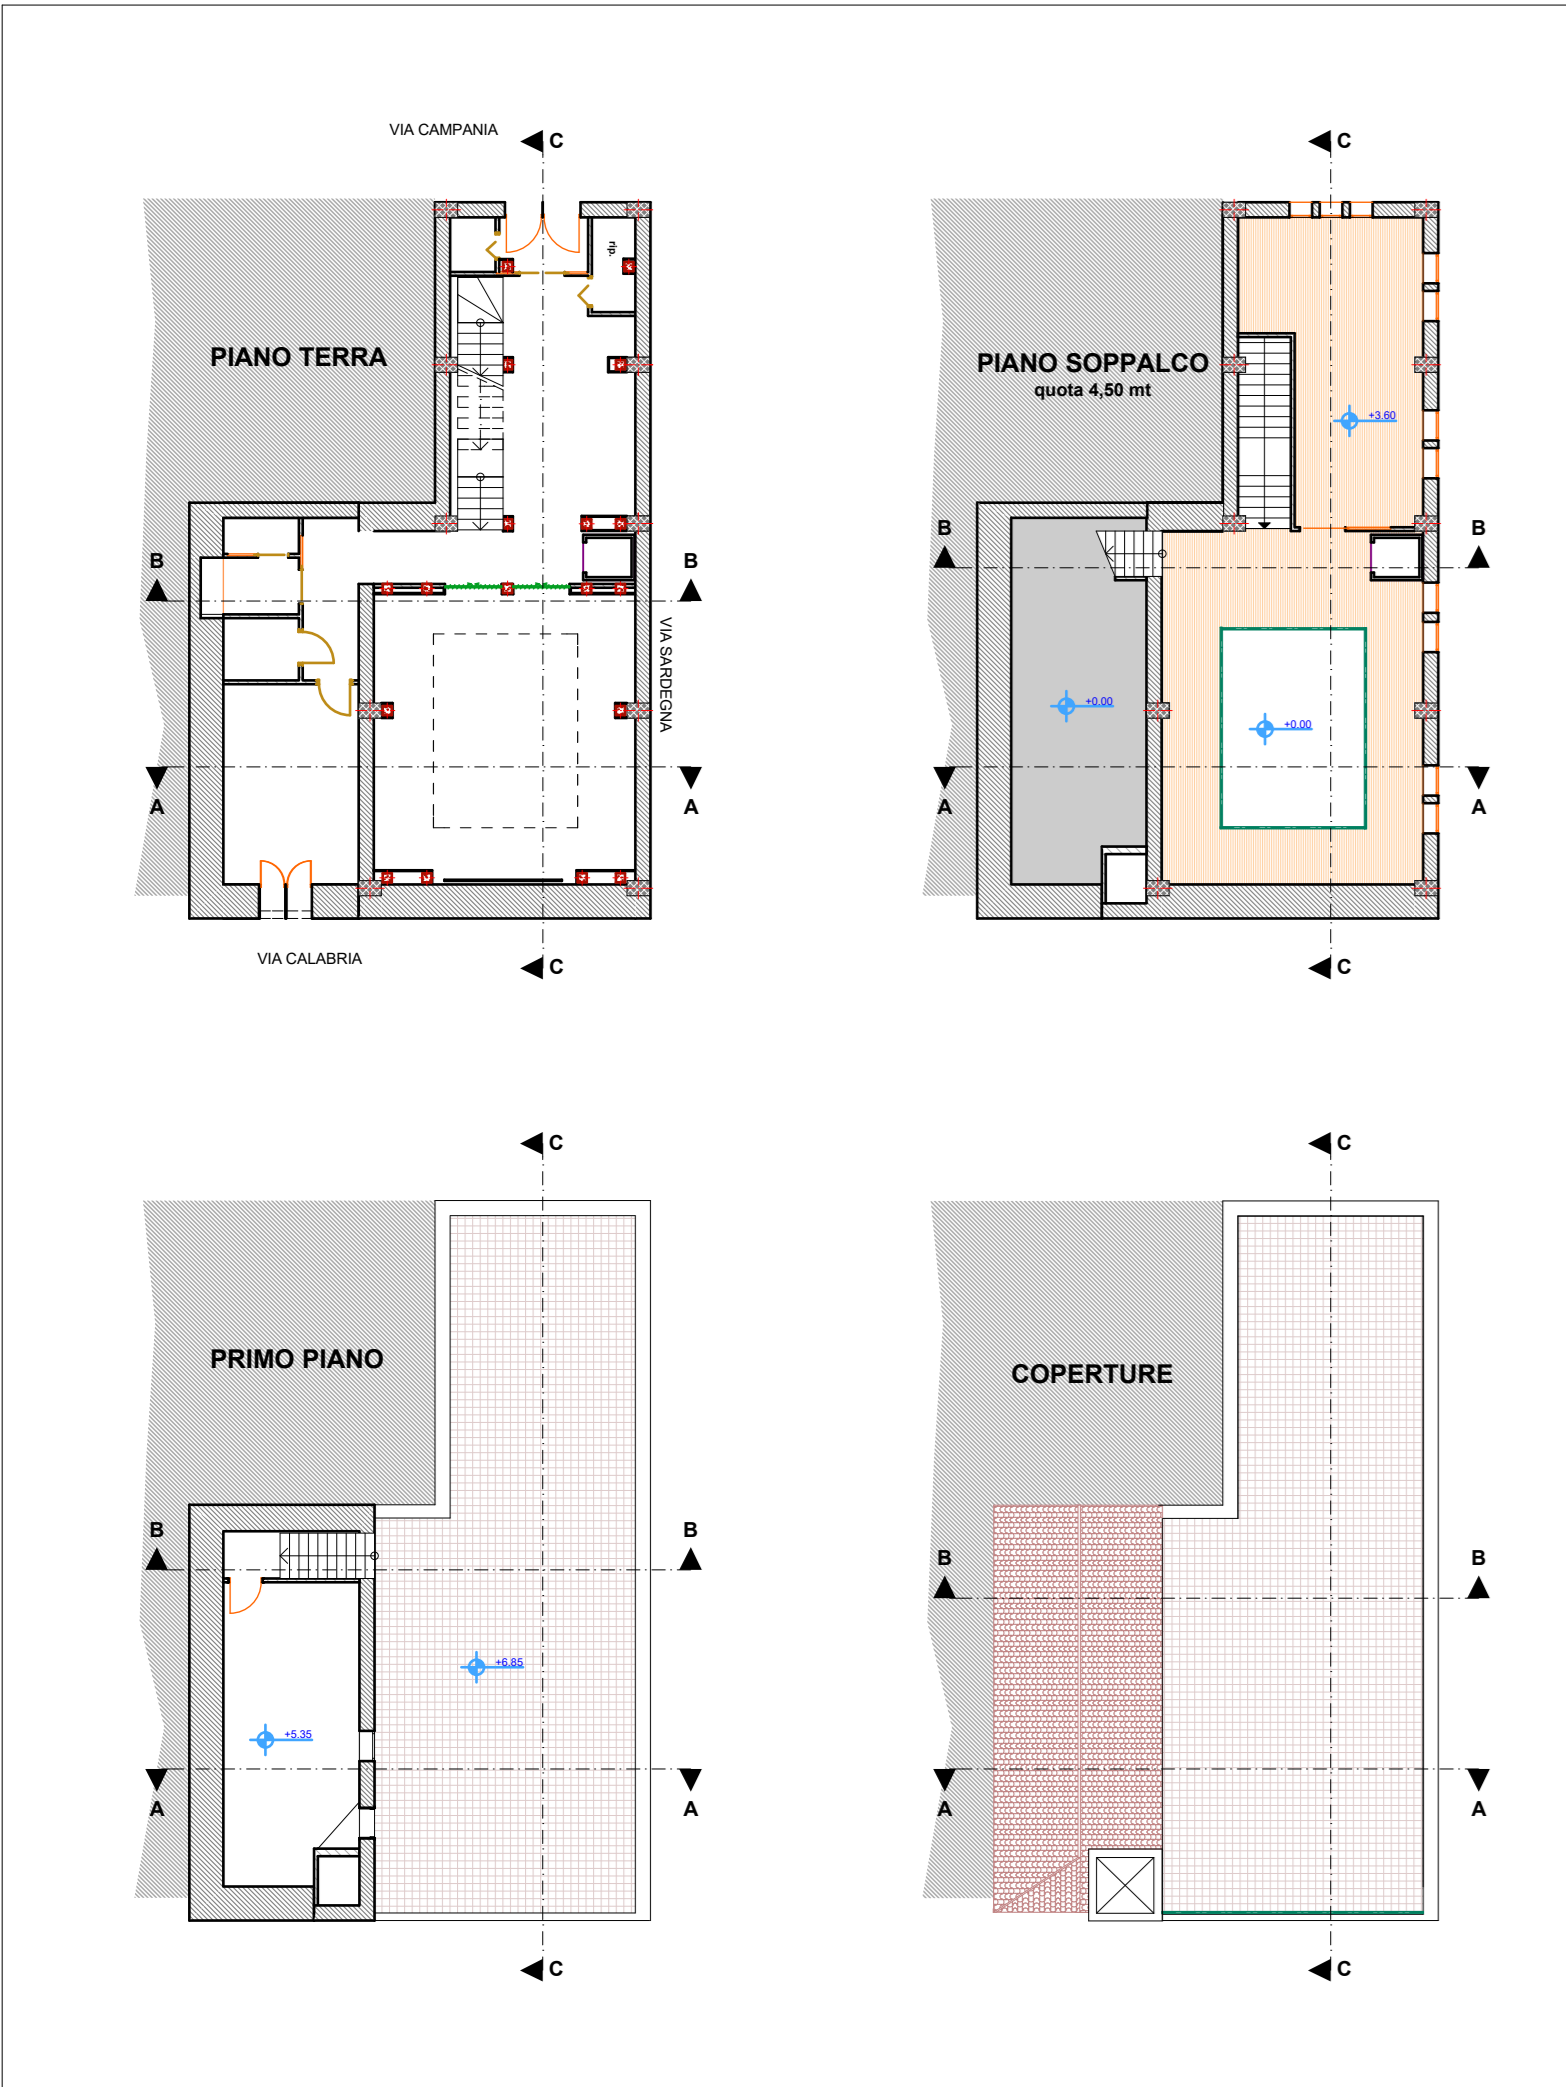 VIA CAMPANIA
C
C
rip.
PIANO TERRA
PIANO SOPPALCO
quota 4,50 mt
+3.60
B
B
B
B
VIA SARDEGNA
+0.00
+0.00
A
A
A
A
VIA CALABRIA
C
C
C
C
PRIMO PIANO
COPERTURE
B
B
B
B
+6.85
+5.35
A
A
A
A
C
C